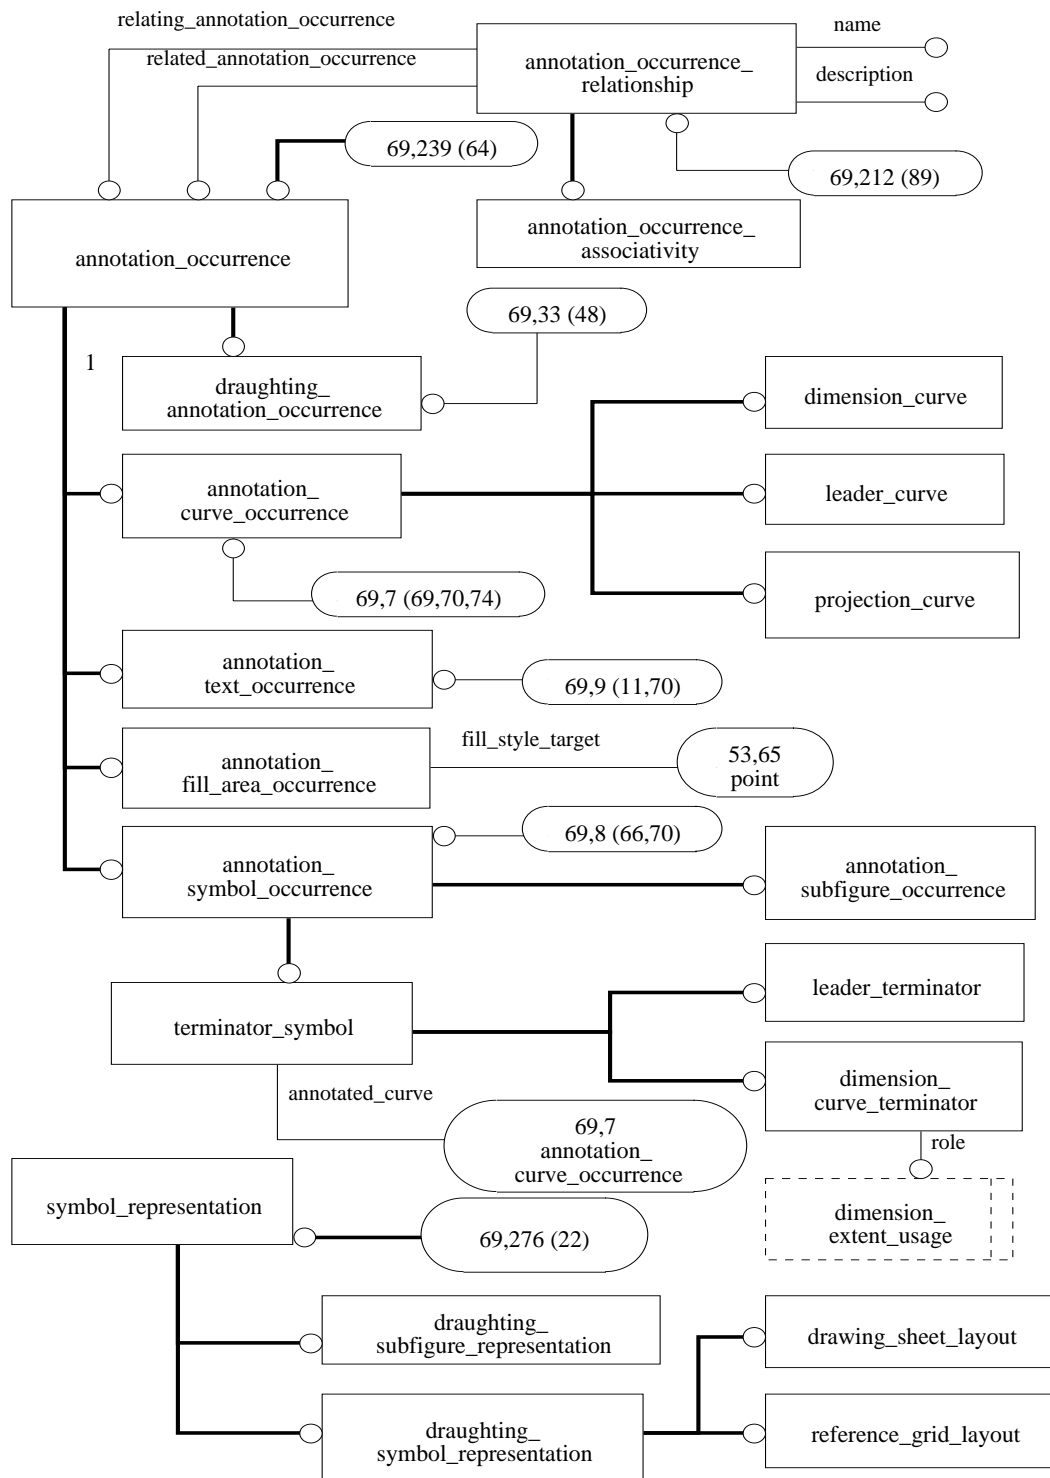 relating_annotation_occurrence
related_annotation_occurrence
annotation_occurrence_
relationship
name
description
69,239 (64)
69,212 (89)
annotation_occurrence
annotation_occurrence_
associativity
69,33 (48)
1
draughting_
annotation_occurrence
dimension_curve
annotation_
curve_occurrence
leader_curve
69,7 (69,70,74)
projection_curve
annotation_
text_occurrence
69,9 (11,70)
annotation_
fill_area_occurrence
fill_style_target
53,65
point
69,8 (66,70)
annotation_
symbol_occurrence
annotation_
subfigure_occurrence
leader_terminator
terminator_symbol
dimension_
curve_terminator
annotated_curve
69,7
annotation_
curve_occurrence
role
symbol_representation
69,276 (22)
dimension_
extent_usage
draughting_
subfigure_representation
drawing_sheet_layout
draughting_
symbol_representation
reference_grid_layout